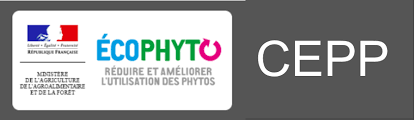 Liberté • Égalité • Fraternité
RÉPUBLIQUE FRANÇAISE
MINISTÈRE
DE L'AGRICULTURE
DE L'AGROALIMENTAIRE
ET DE LA FORÊT
ÉCOPHYTO
RÉDUIRE ET AMÉLIORER
L'UTILISATION DES PHYTOS
CEPP